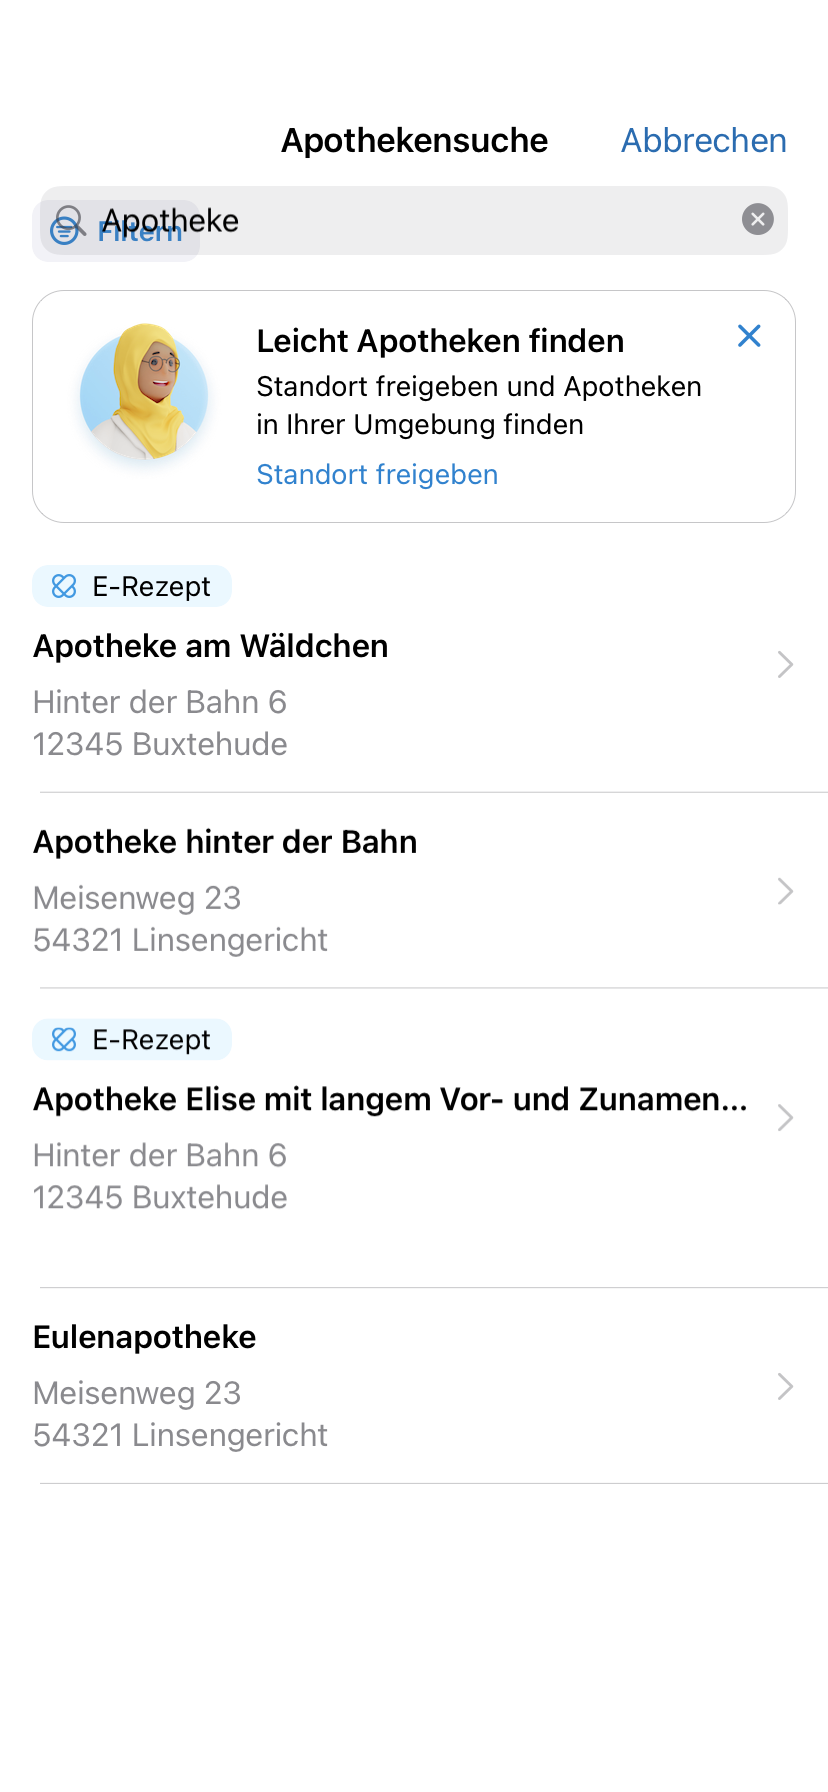 Apothekensuche
Abbrechen
Apotheke
Filtern
Leicht Apotheken finden
Standort freigeben und Apotheken
in Ihrer Umgebung finden
Standort freigeben
E-Rezept
Apotheke am Wäldchen
Hinter der Bahn 6
12345 Buxtehude
Apotheke hinter der Bahn
Meisenweg 23
54321 Linsengericht
E-Rezept
Apotheke Elise mit langem Vor- und Zunamen...
Hinter der Bahn 6
12345 Buxtehude
Eulenapotheke
Meisenweg 23
54321 Linsengericht